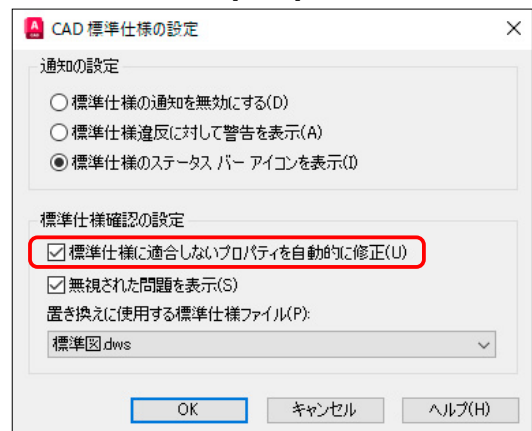 CAD 標準仕様の設定
通知の設定
標準仕様の通知を無効にする(D)
標準仕様違反に対して警告を表示(A)
標準仕様のステータス バー アイコンを表示(I)
標準仕様確認の設定
標準仕様に適合しないプロパティを自動的に修正(U)
無視された問題を表示(S)
置き換えに使用する標準仕様ファイル(P):
標準図.dws
OK キャンセル ヘルプ(H)